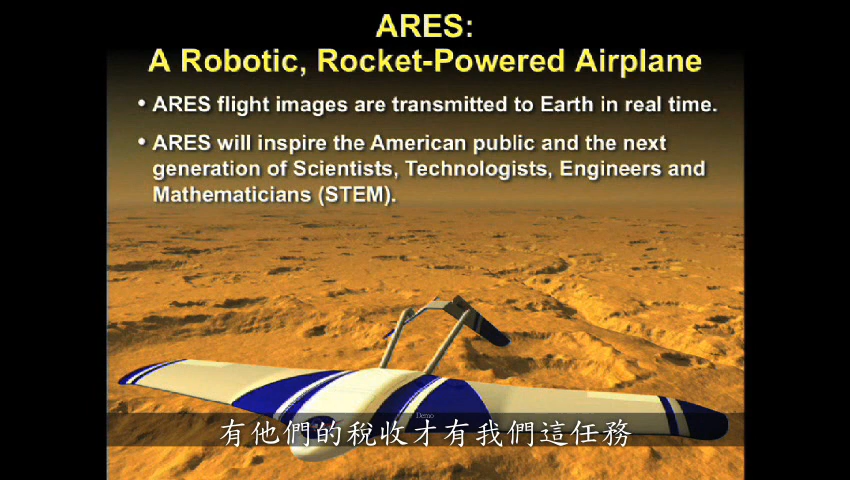 ARES:
A Robotic, Rocket-Powered Airplane
• ARES flight images are transmitted to Earth in real time.
• ARES will inspire the American public and the next
generation of Scientists, Technologists, Engineers and
Mathematicians (STEM).
Demo
有他們的稅收才有我們這任務